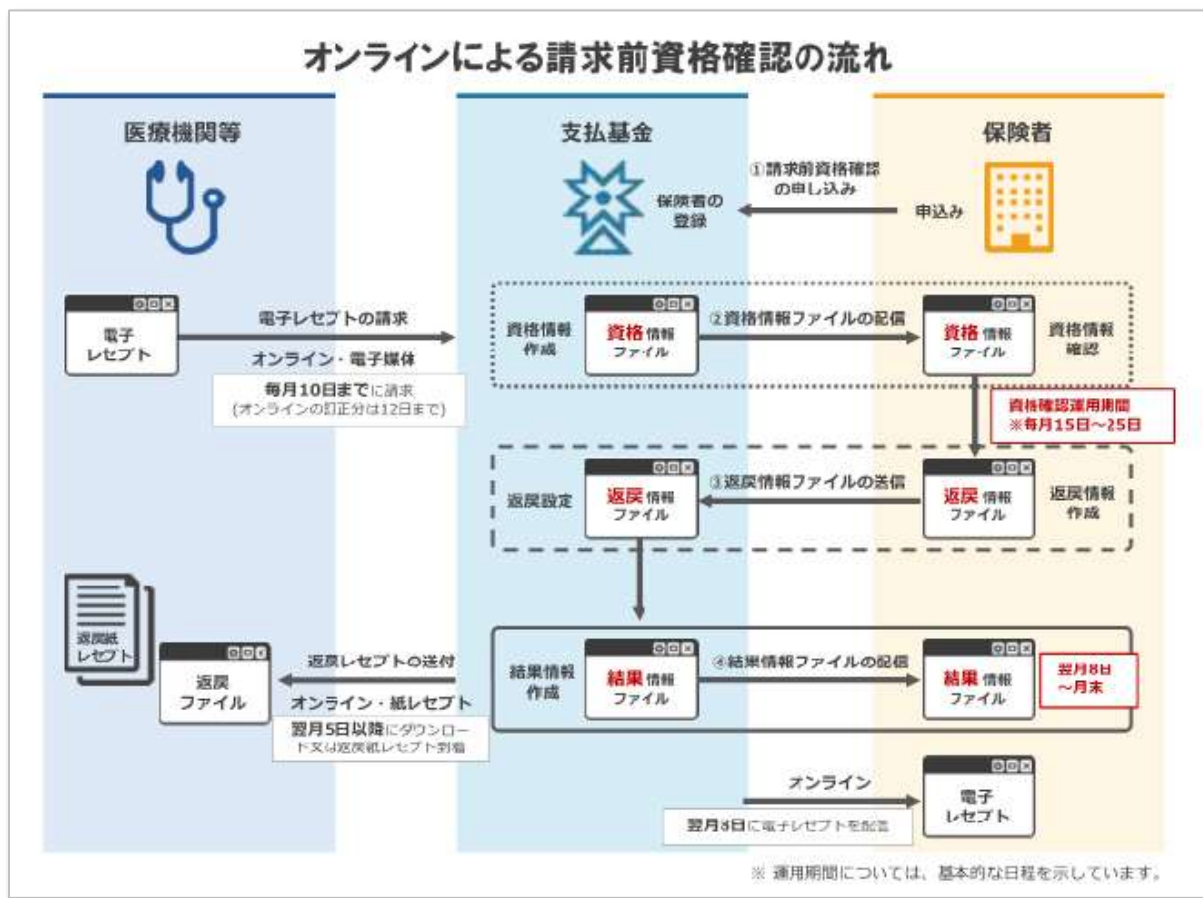 オンラインによる請求前資格確認の流れ
医療機関等
支払基金
保険者
①請求前資格確認
の申し込み
保険者の
登録
申込み
電子
レセプト
電子レセプトの請求
オンライン・電子媒体
毎月10日までに請求
(オンラインの訂正分は12日まで)
資格情報
作成
資格情報
ファイル
②資格情報ファイルの配信
資格情報
ファイル
資格情報
確認
資格確認運用期間
※毎月15日~25日
返戻設定
返戻情報
ファイル
③返戻情報ファイルの送信
返戻情報
ファイル
返戻情報
作成
返戻紙
レセプト
返戻
ファイル
返戻レセプトの送付
オンライン・紙レセプト
翌月5日以降にダウンロー
ド又は返戻紙レセプト到着
結果情報
作成
結果情報
ファイル
④結果情報ファイルの配信
結果情報
ファイル
翌月8日
~月末
オンライン
翌月8日に電子レセプトを配信
電子
レセプト
※ 運用期間については、基本的な日程を示しています。